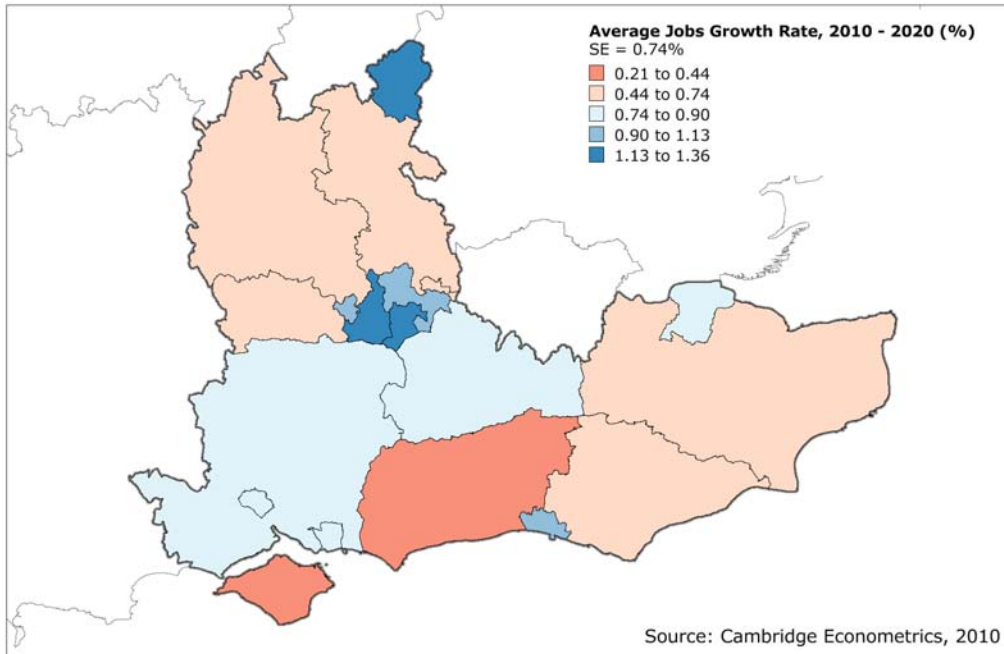 Average Jobs Growth Rate, 2010 - 2020 (%)
SE = 0.74%
0.21 to 0.44
0.44 to 0.74
0.74 to 0.90
0.90 to 1.13
1.13 to 1.36
Source: Cambridge Econometrics, 2010